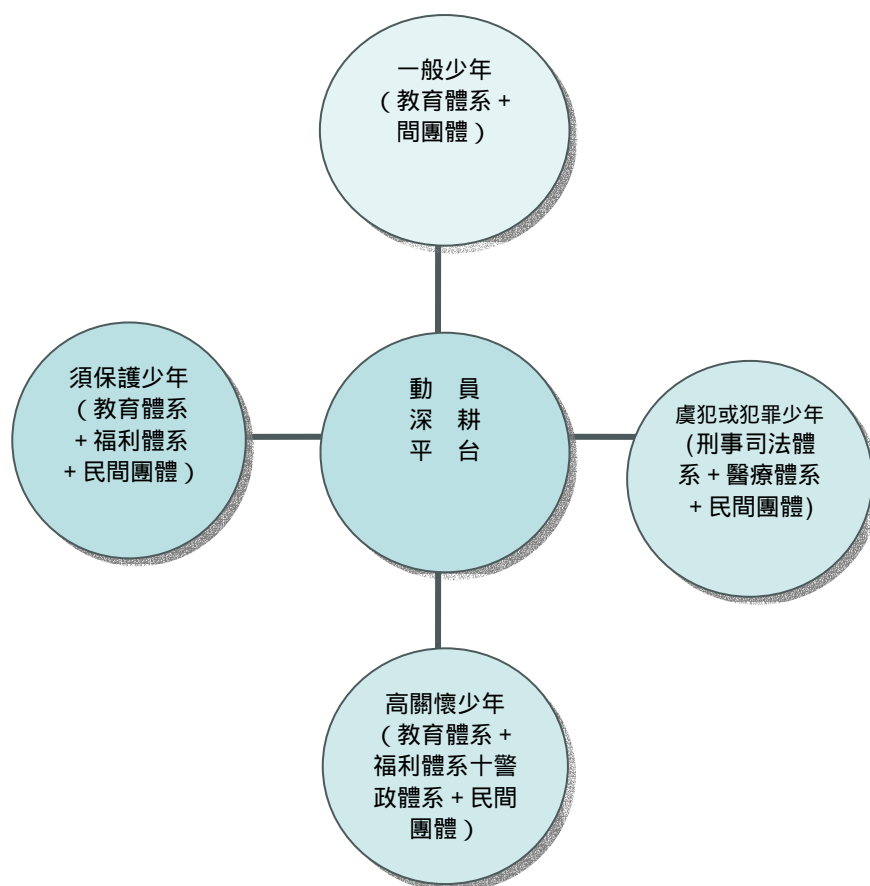 一般少年
（教育體系+
間團體）
須保護少年
（教育體系
+福利體系
+民間團體）
動 員
深 耕
平 台
虞犯或犯罪少年
(刑事司法體
系+醫療體系
+民間團體)
高關懷少年
（教育體系+
福利體系十警
政體系+民間
團體）